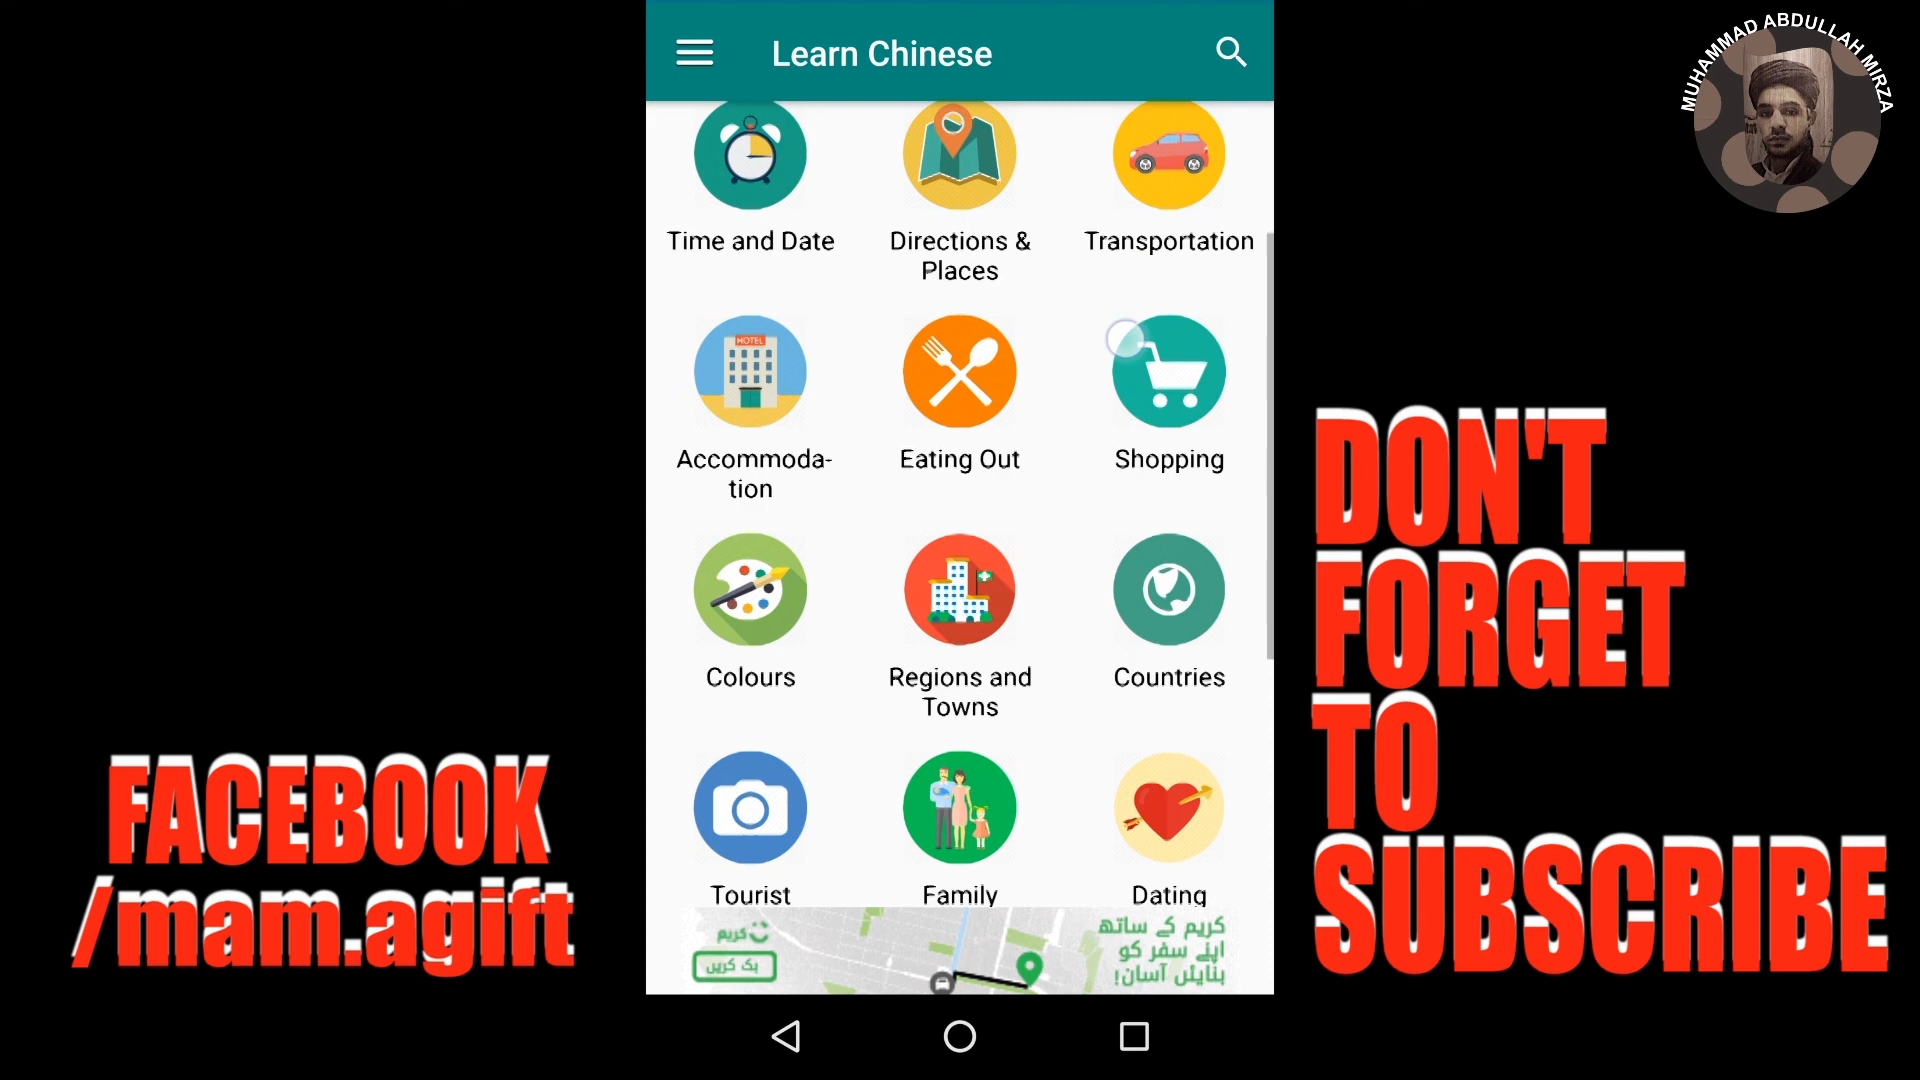 MUHAMMAD ABDULLAH MIRZA
Learn Chinese
Time and Date
Directions &
Places
Transportation
HOTEL
Accommoda-
tion
Eating Out
Shopping
Colours
Regions and
Towns
Countries
Tourist
Family
Dating
کریم
بک کریں
کریم کے ساتھ
اپنے سفر کو
بنایئں آسان!
FACEBOOK
/mam.agift
DON'T
FORGET
TO
SUBSCRIBE